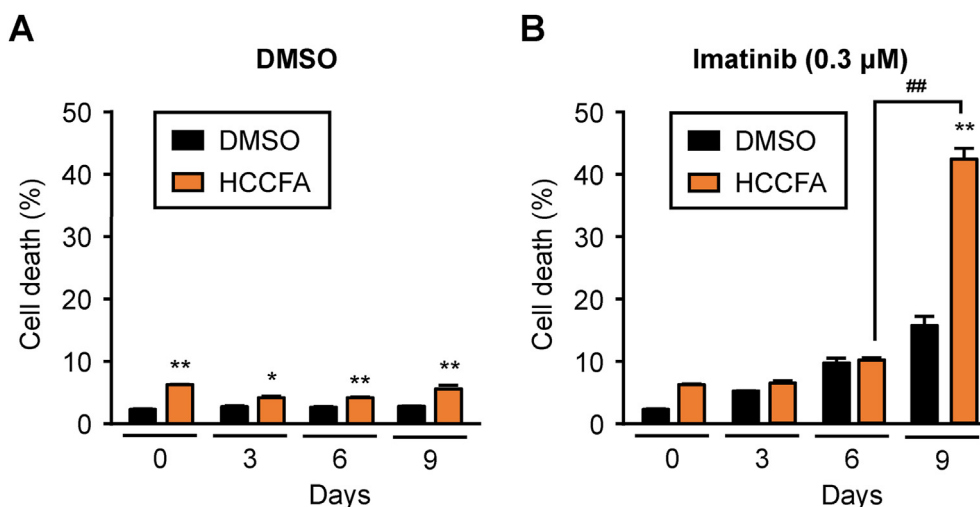 A
DMSO
Cell death (%)
50
40
30
20
10
0
DMSO
HCCFA
**
*
**
**
0 3 6 9
Days
B
Imatinib (0.3 µM)
Cell death (%)
50
40
30
20
10
0
DMSO
HCCFA
##
**
0 3 6 9
Days